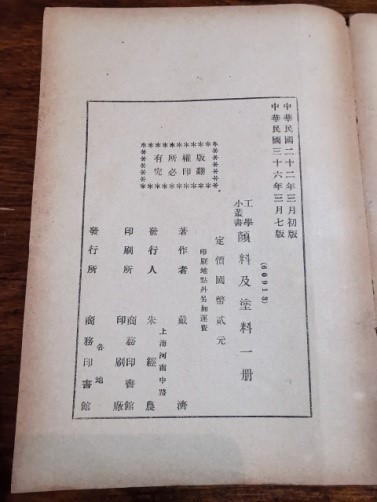 中華民國二十二年三月初版
中華民國三十六年三月七版
(60913)
工學小叢書 顏料及塗料一册
定價國幣貳元
印刷地點外另加運費
版權所有
翻印必究
著作者 戴濟
上海河南中路
發行人 朱經農
印刷所 商務印書館印刷廠
各地
發行所 商務印書館